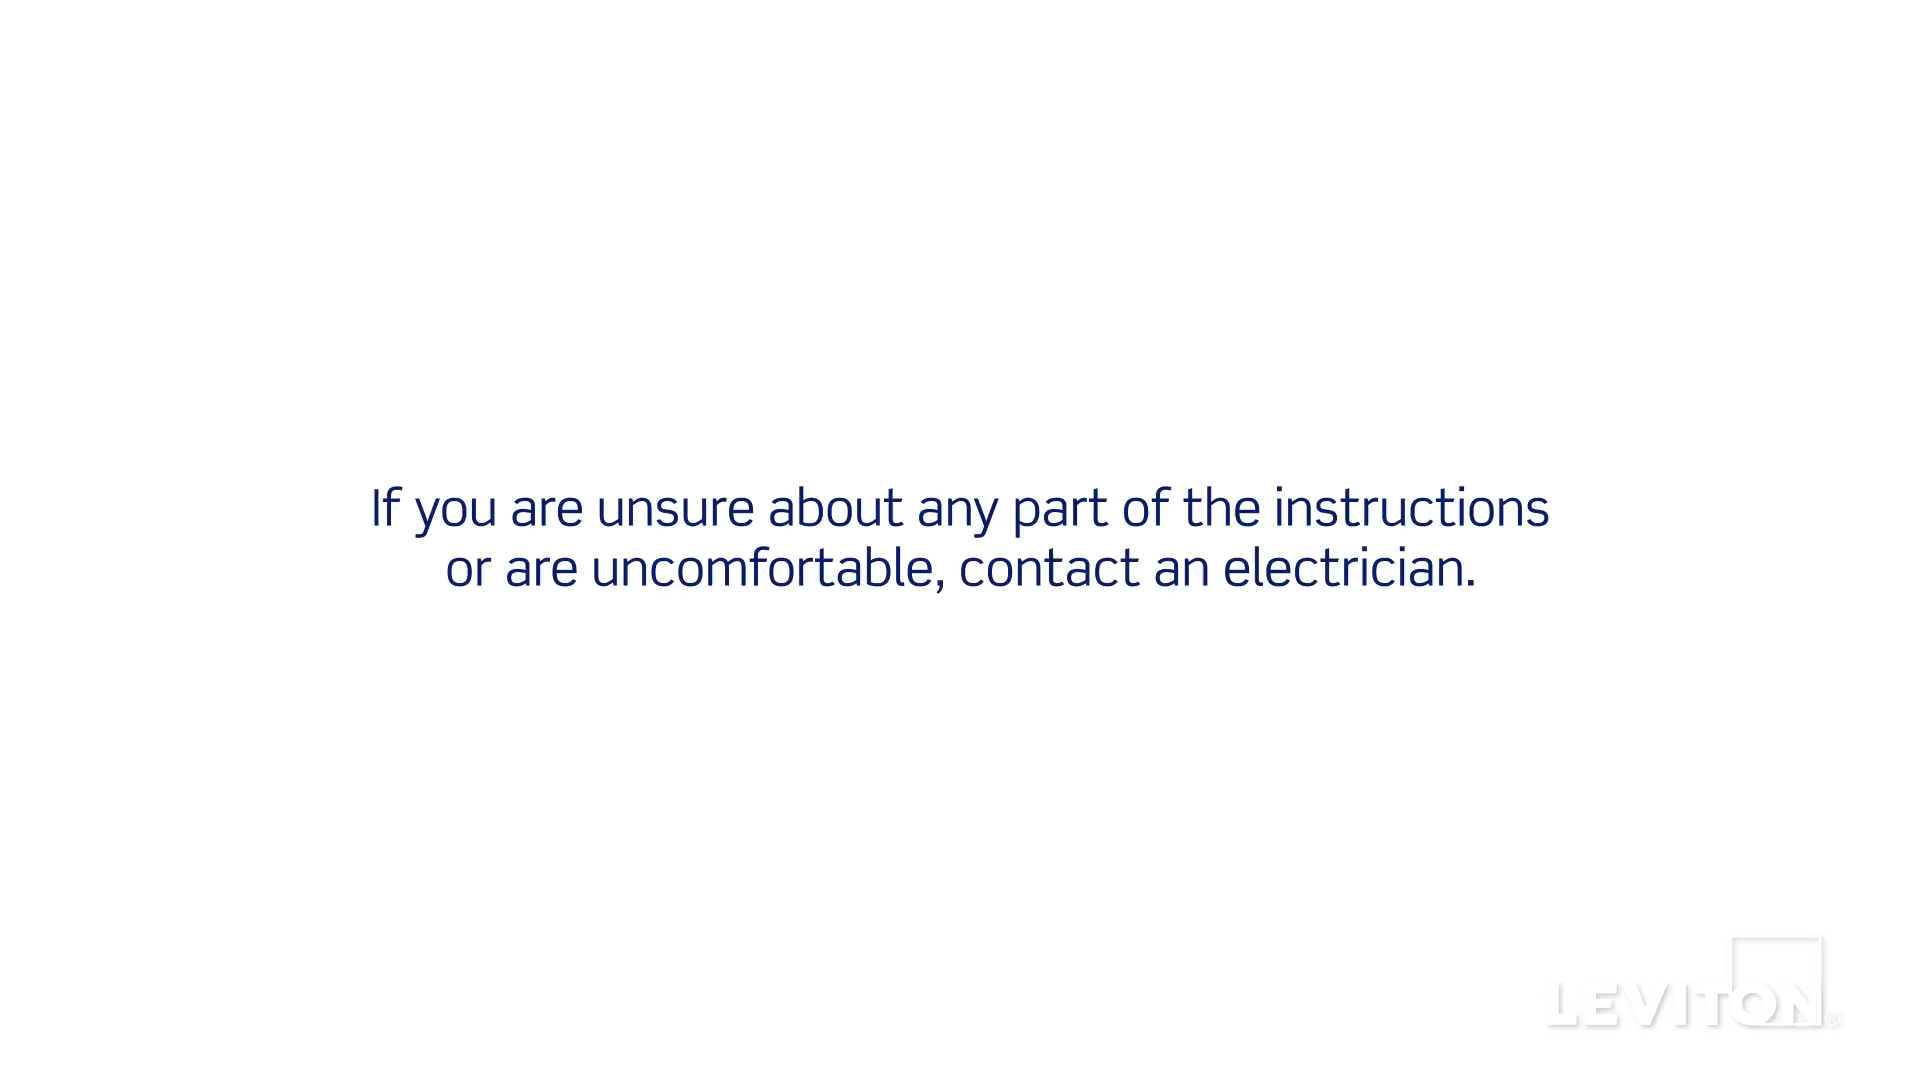 If you are unsure about any part of the instructions
or are uncomfortable, contact an electrician.
LEVITON®